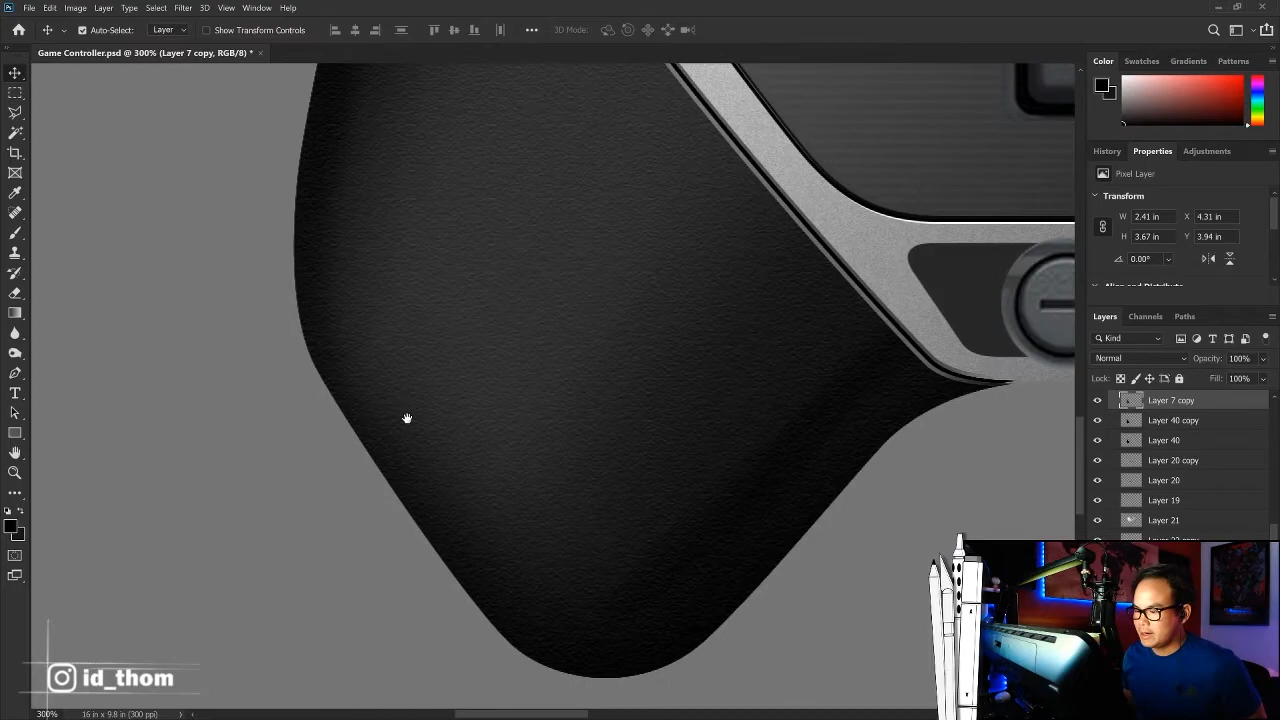 Ps File Edit Image Layer Type Select Filter 3D View Window Help
Auto-Select: Layer Show Transform Controls 3D Mode:
Game Controller.psd @ 300% (Layer 7 copy, RGB/8) *
Color Swatches Gradients Patterns
History Properties Adjustments
Pixel Layer
Transform
W 2.41 in X 4.31 in
H 3.67 in Y 3.94 in
0.00°
Align and Distribute
Layers Channels Paths
Kind
Normal Opacity: 100%
Lock: Fill: 100%
Layer 7 copy
Layer 40 copy
Layer 40
Layer 20 copy
Layer 20
Layer 19
Layer 21
id_thom
300% 16 in x 9.8 in (300 ppi)